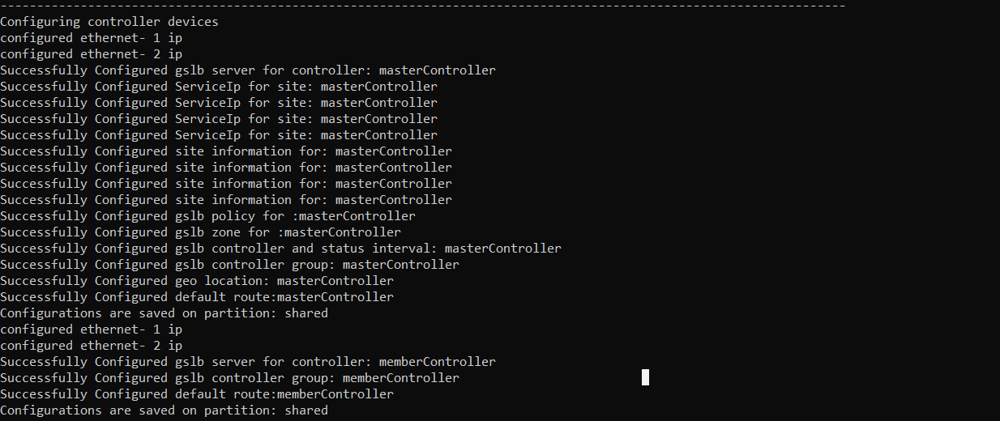 --------------------------------------------------------------------------------------------------------------------
Configuring controller devices
configured ethernet- 1 ip
configured ethernet- 2 ip
Successfully Configured gslb server for controller: masterController
Successfully Configured ServiceIp for site: masterController
Successfully Configured ServiceIp for site: masterController
Successfully Configured ServiceIp for site: masterController
Successfully Configured ServiceIp for site: masterController
Successfully Configured site information for: masterController
Successfully Configured site information for: masterController
Successfully Configured site information for: masterController
Successfully Configured site information for: masterController
Successfully Configured gslb policy for :masterController
Successfully Configured gslb zone for :masterController
Successfully Configured gslb controller and status interval: masterController
Successfully Configured gslb controller group: masterController
Successfully Configured geo location: masterController
Successfully Configured default route:masterController
Configurations are saved on partition: shared
configured ethernet- 1 ip
configured ethernet- 2 ip
Successfully Configured gslb server for controller: memberController
Successfully Configured gslb controller group: memberController
Successfully Configured default route:memberController
Configurations are saved on partition: shared